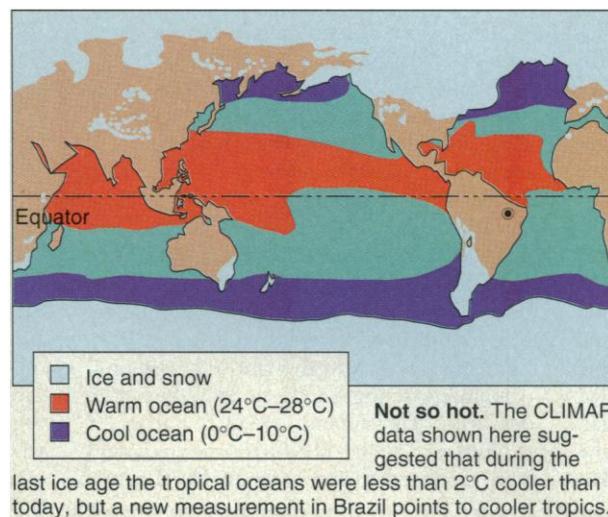 Equator
Ice and snow
Warm ocean (24°C–28°C)
Cool ocean (0°C–10°C)
Not so hot. The CLIMAP
data shown here sug-
gested that during the
last ice age the tropical oceans were less than 2°C cooler than
today, but a new measurement in Brazil points to cooler tropics.